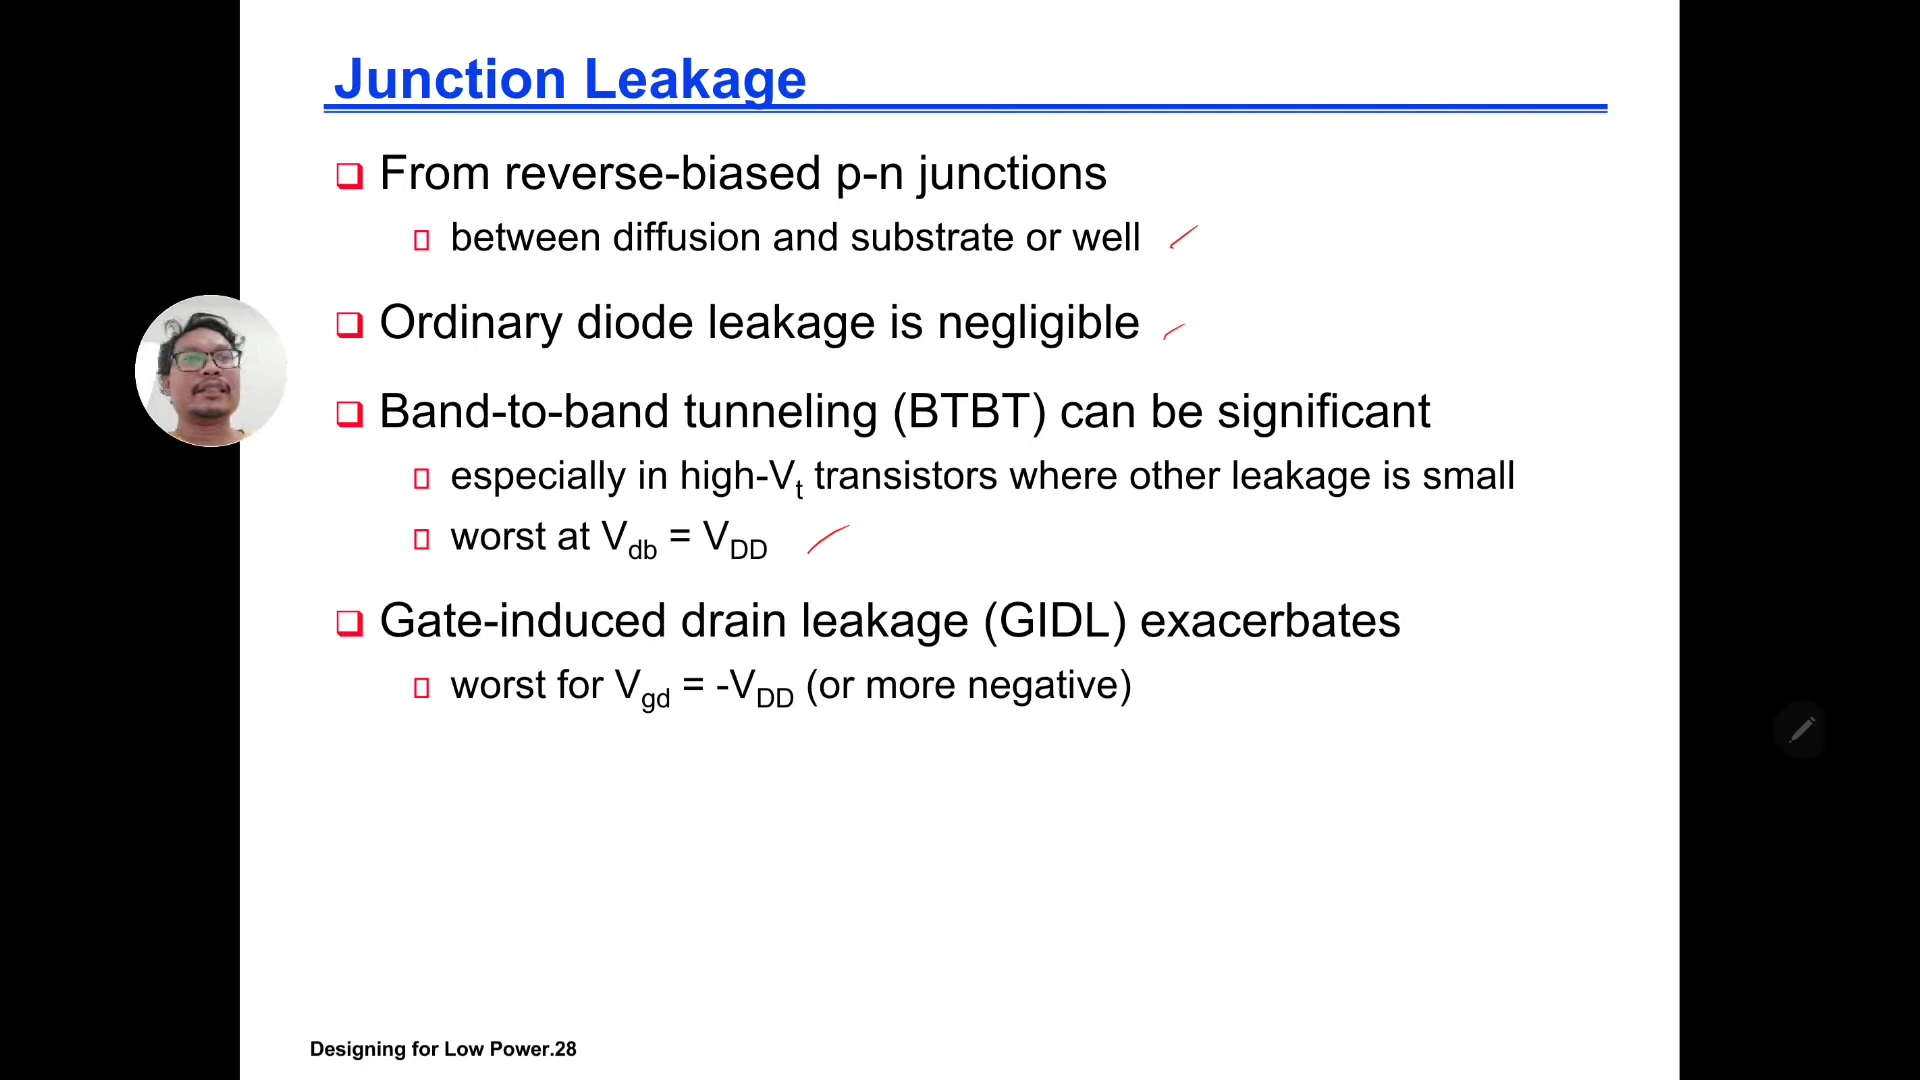 Junction Leakage
From reverse-biased p-n junctions
between diffusion and substrate or well
Ordinary diode leakage is negligible
Band-to-band tunneling (BTBT) can be significant
especially in high-Vt transistors where other leakage is small
worst at Vdb = VDD
Gate-induced drain leakage (GIDL) exacerbates
worst for Vgd = -VDD (or more negative)
Designing for Low Power.28